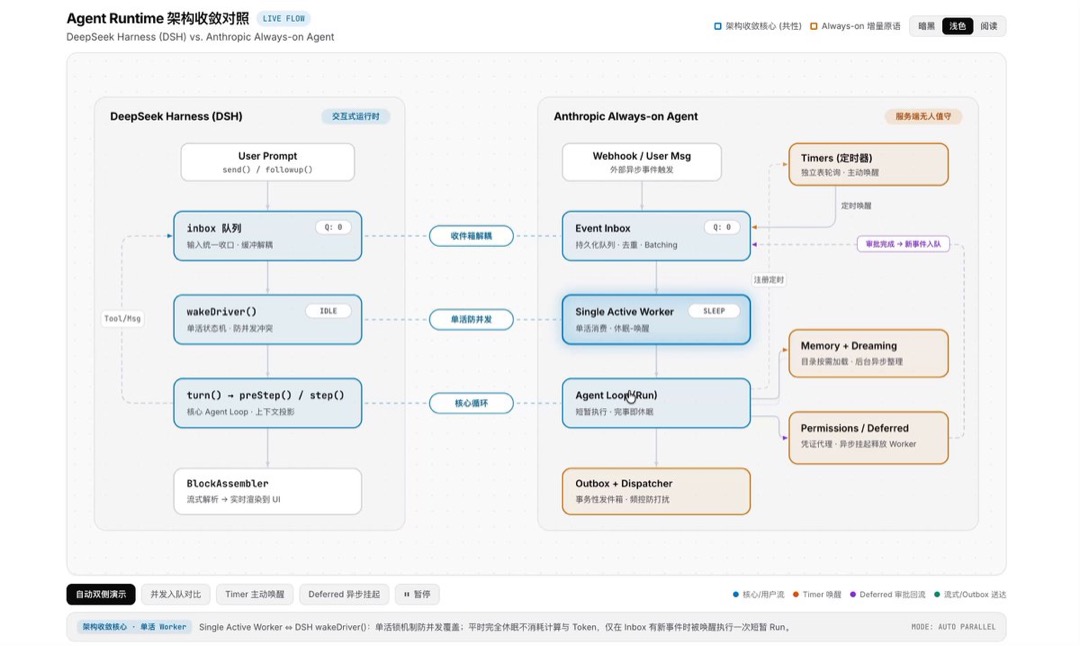 Agent Runtime 架构收敛对照 LIVE FLOW
DeepSeek Harness (DSH) vs. Anthropic Always-on Agent
架构收敛核心 (共性) Always-on 增量原语 暗黑 浅色 阅读
DeepSeek Harness (DSH) 交互式运行时
User Prompt
send() / followup()
inbox 队列 Q: 0
输入统一收口 · 缓冲解耦
wakeDriver() IDLE
单活状态机 · 防并发冲突
Tool/Msg
turn() → preStep() / step()
核心 Agent Loop · 上下文投影
BlockAssembler
流式解析 → 实时渲染到 UI
收件箱解耦
单活防并发
核心循环
Anthropic Always-on Agent 服务端无人值守
Webhook / User Msg
外部异步事件触发
Timers (定时器)
独立表轮询 · 主动唤醒
定时唤醒
Event Inbox Q: 0
持久化队列 · 去重 · Batching
审批完成 → 新事件入队
注册定时
Single Active Worker SLEEP
单活消费 · 休眠-唤醒
Memory + Dreaming
目录按需加载 · 后台异步整理
Agent Loop (Run)
短暂执行 · 完事即休眠
Permissions / Deferred
凭证代理 · 异步挂起释放 Worker
Outbox + Dispatcher
事务性发件箱 · 频控防打扰
自动双侧演示 并发入队对比 Timer 主动唤醒 Deferred 异步挂起 暂停
核心/用户流 Timer 唤醒 Deferred 审批回流 流式/Outbox 送达
架构收敛核心 · 单活 Worker Single Active Worker ⇔ DSH wakeDriver()：单活锁机制防并发覆盖；平时完全休眠不消耗计算与 Token，仅在 Inbox 有新事件时被唤醒执行一次短暂 Run。 MODE: AUTO PARALLEL